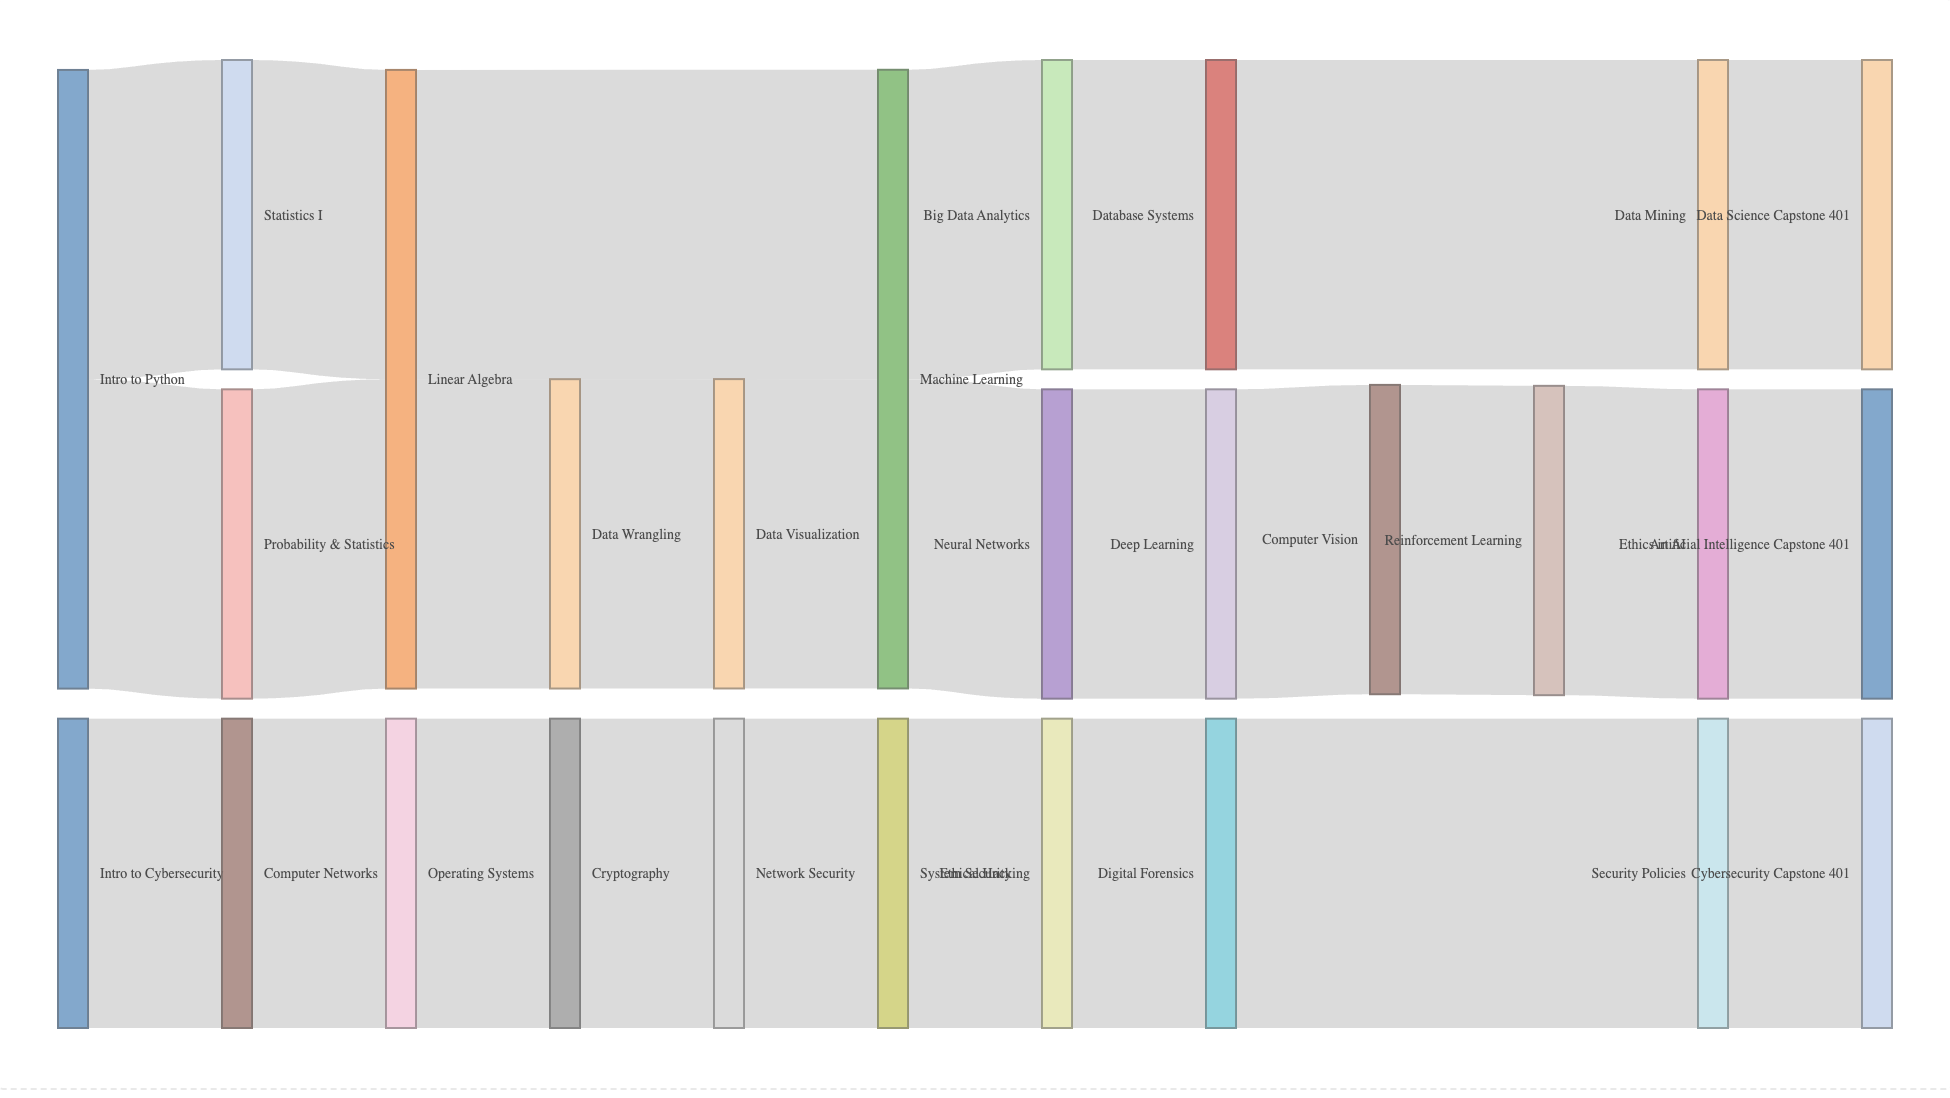 Statistics I
Big Data Analytics
Database Systems
Data Mining
Data Science Capstone 401
Intro to Python
Linear Algebra
Machine Learning
Data Wrangling
Data Visualization
Probability & Statistics
Neural Networks
Deep Learning
Computer Vision
Reinforcement Learning
Ethics in AI
Artificial Intelligence Capstone 401
Intro to Cybersecurity
Computer Networks
Operating Systems
Cryptography
Network Security
System Security
Ethical Hacking
Digital Forensics
Security Policies
Cybersecurity Capstone 401